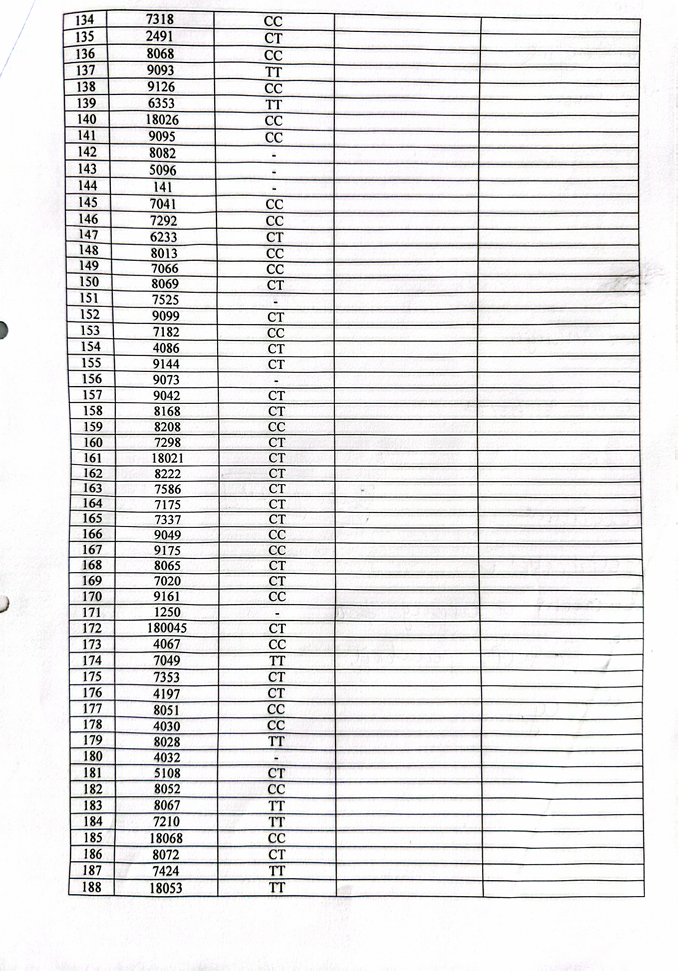 134 7318 CC
135 2491 CT
136 8068 CC
137 9093 TT
138 9126 CC
139 6353 TT
140 18026 CC
141 9095 CC
142 8082 -
143 5096 -
144 141 -
145 7041 CC
146 7292 CC
147 6233 CT
148 8013 CC
149 7066 CC
150 8069 CT
151 7525 -
152 9099 CT
153 7182 CC
154 4086 CT
155 9144 CT
156 9073 -
157 9042 CT
158 8168 CT
159 8208 CC
160 7298 CT
161 18021 CT
162 8222 CT
163 7586 CT
164 7175 CT
165 7337 CT
166 9049 CC
167 9175 CC
168 8065 CT
169 7020 CT
170 9161 CC
171 1250 -
172 180045 CT
173 4067 CC
174 7049 TT
175 7353 CT
176 4197 CT
177 8051 CC
178 4030 CC
179 8028 TT
180 4032 -
181 5108 CT
182 8052 CC
183 8067 TT
184 7210 TT
185 18068 CC
186 8072 CT
187 7424 TT
188 18053 TT